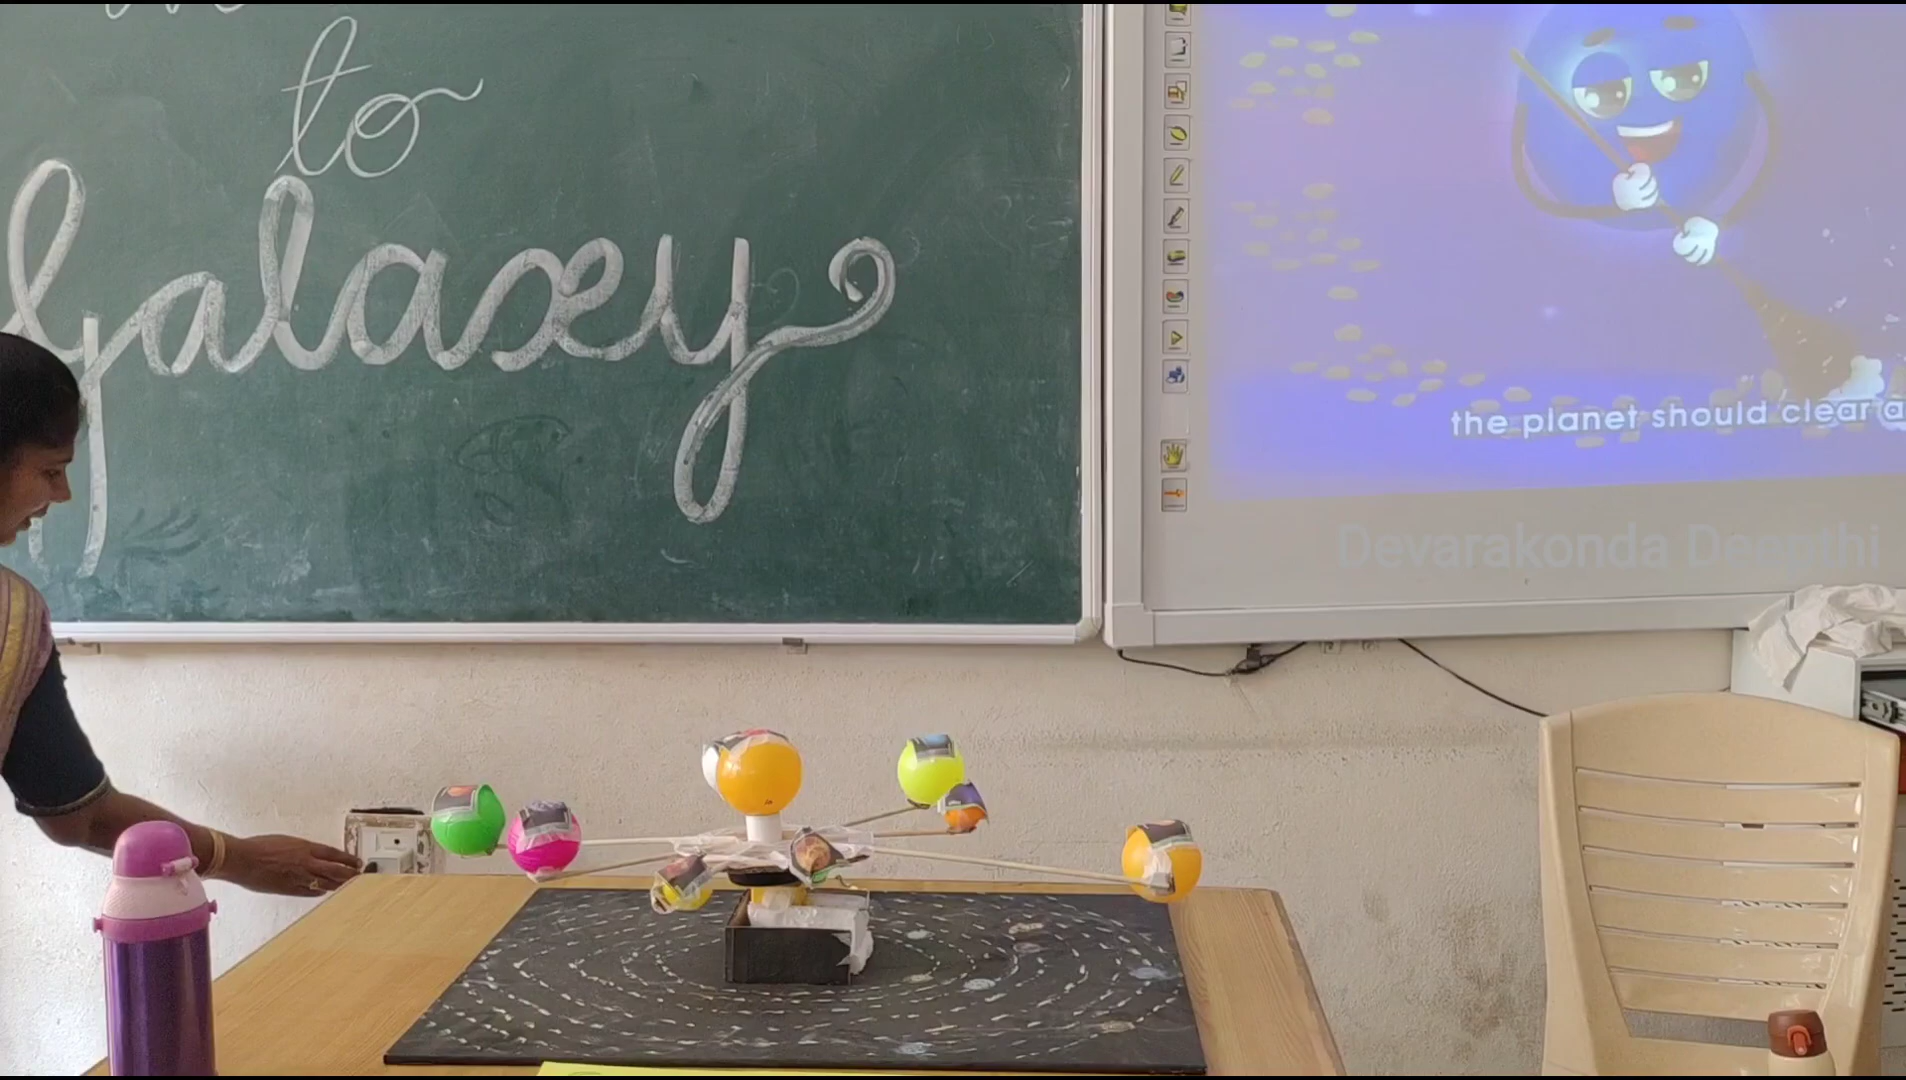 to
Galaxy
the planet should clear a
Devarakonda Deepthi